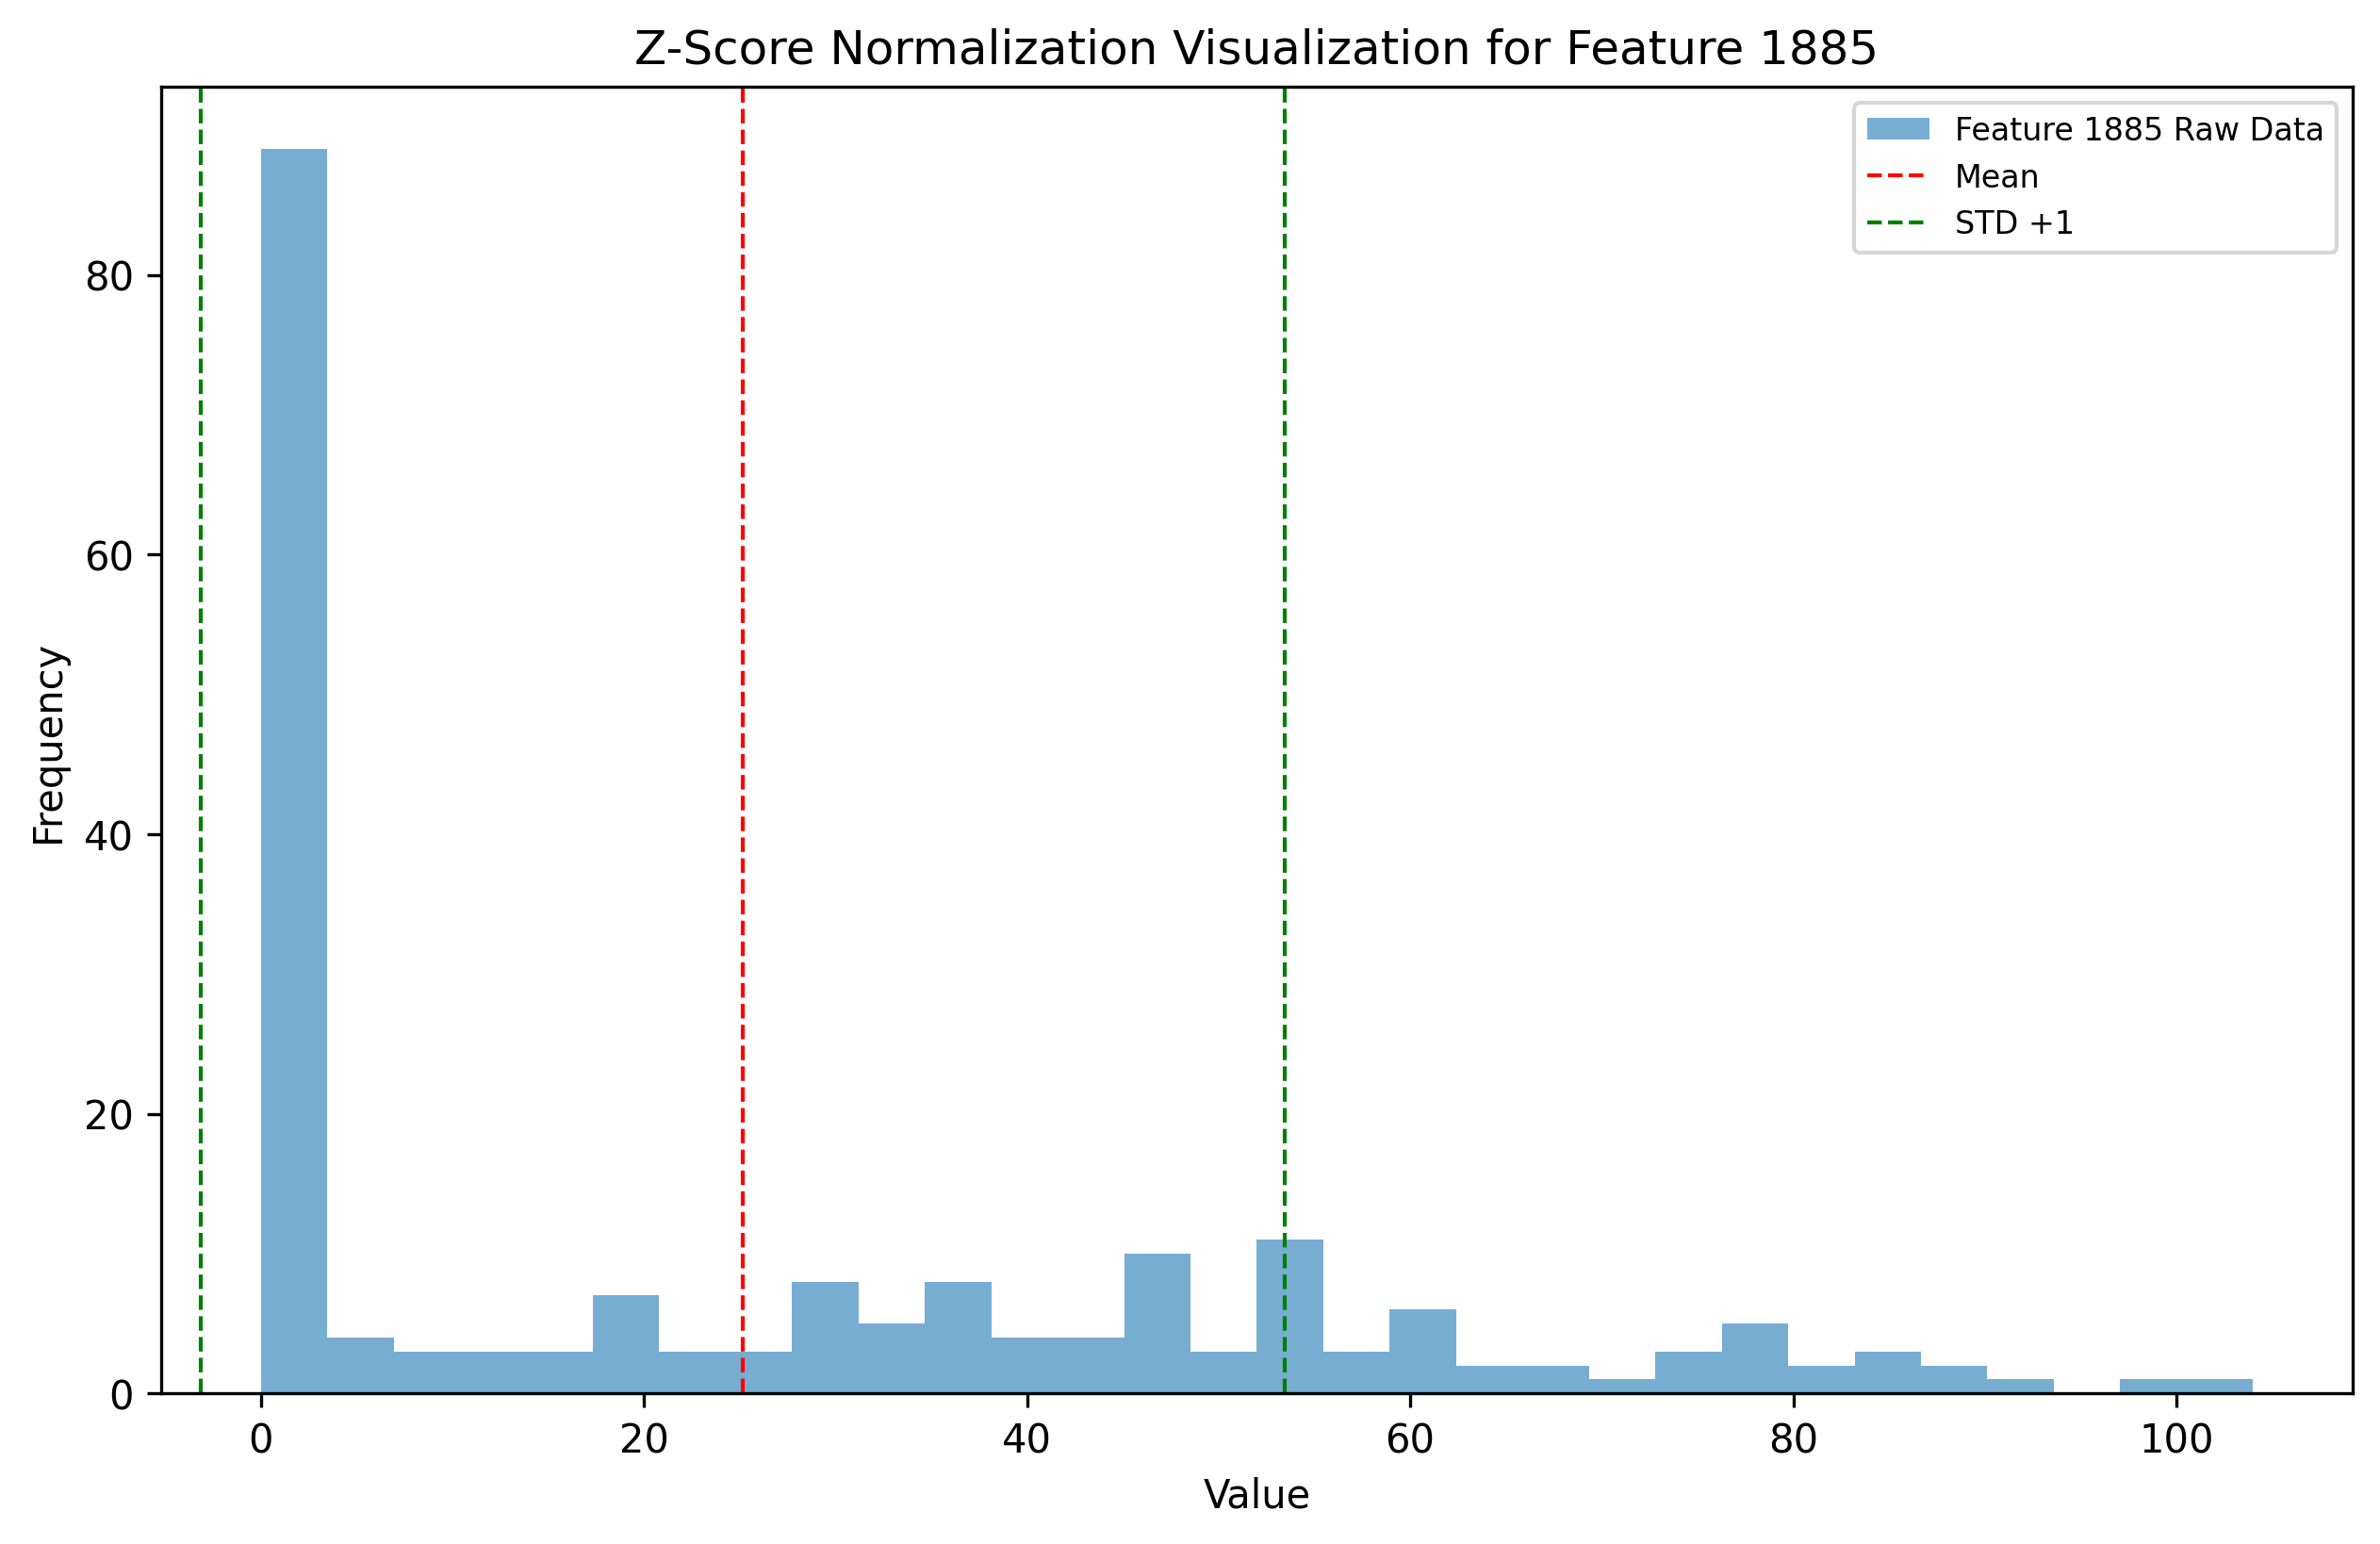 Z-Score Normalization Visualization for Feature 1885
Feature 1885 Raw Data
Mean
STD +1
80
60
40
20
0
Frequency
0 20 40 60 80 100
Value